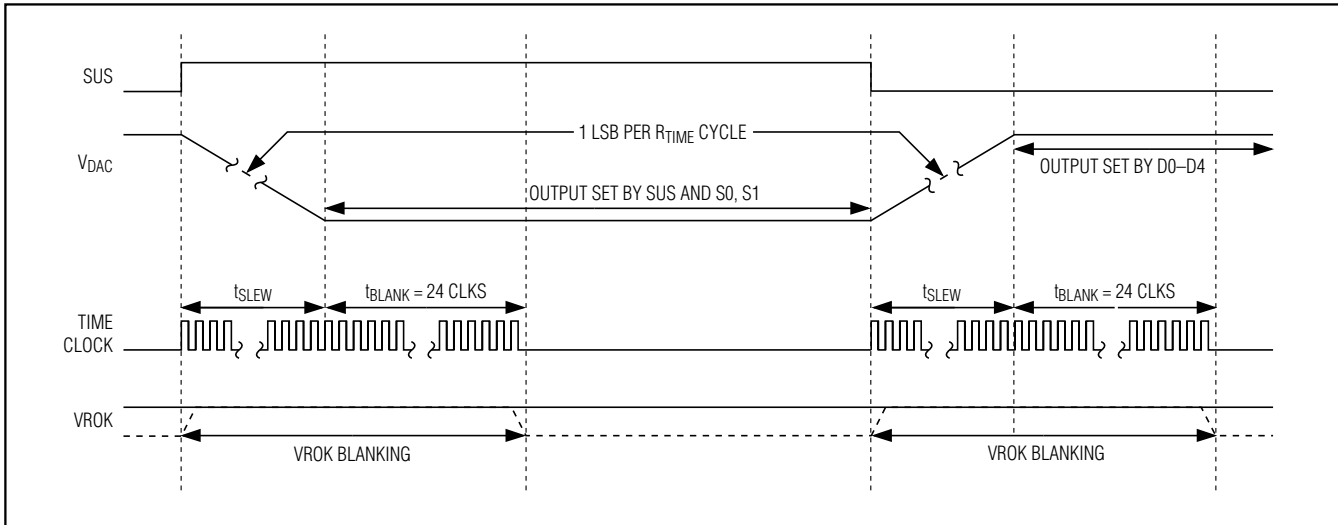 SUS
1 LSB PER RTIME CYCLE
VDAC
OUTPUT SET BY D0–D4
OUTPUT SET BY SUS AND S0, S1
tSLEW
tBLANK = 24 CLKS
tSLEW
tBLANK = 24 CLKS
TIME
CLOCK
VROK
VROK BLANKING
VROK BLANKING